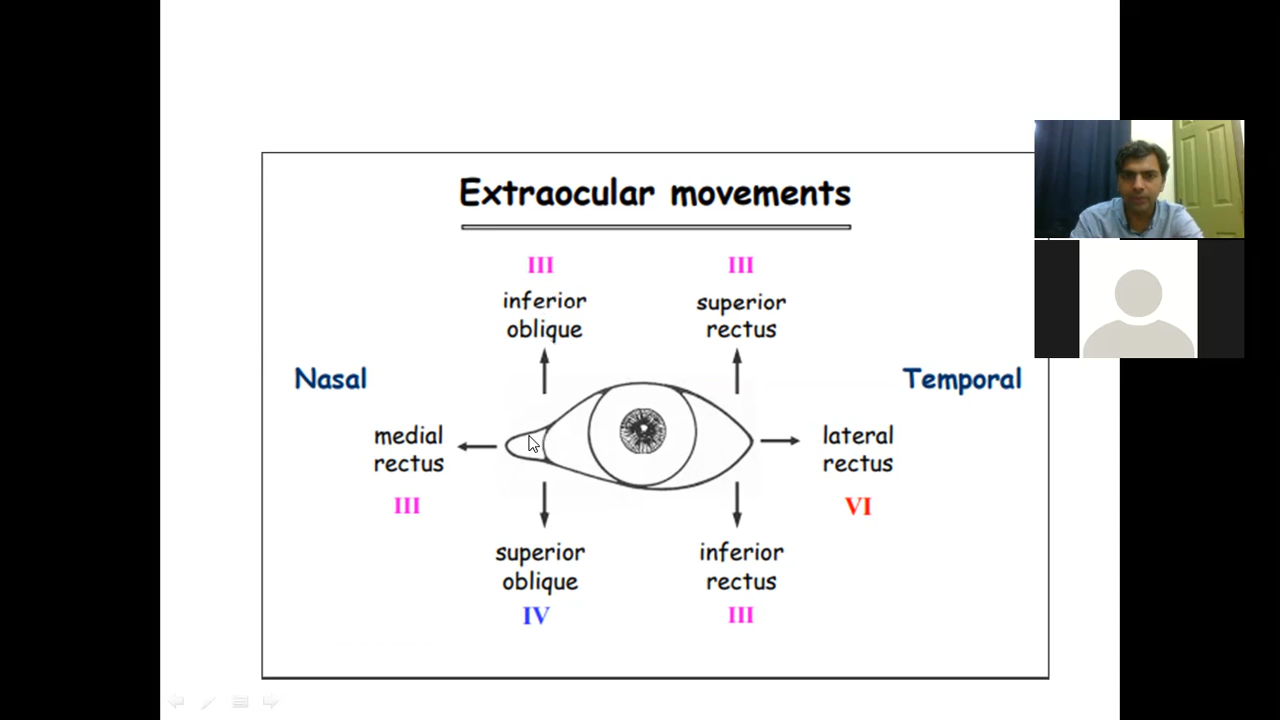 Extraocular movements
III
III
inferior
oblique
superior
rectus
Nasal
Temporal
medial
rectus
III
lateral
rectus
VI
superior
oblique
IV
inferior
rectus
III